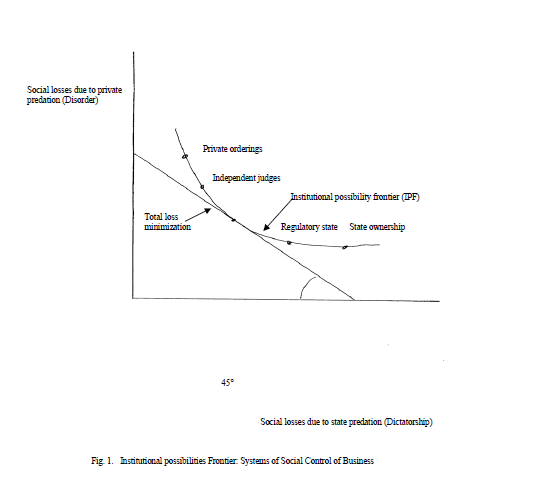 Social losses due to private
predation (Disorder)
Private orderings
Independent judges
Institutional possibility frontier (IPF)
Total loss
minimization
Regulatory state
State ownership
45°
Social losses due to state predation (Dictatorship)
Fig. 1. Institutional possibilities Frontier: Systems of Social Control of Business